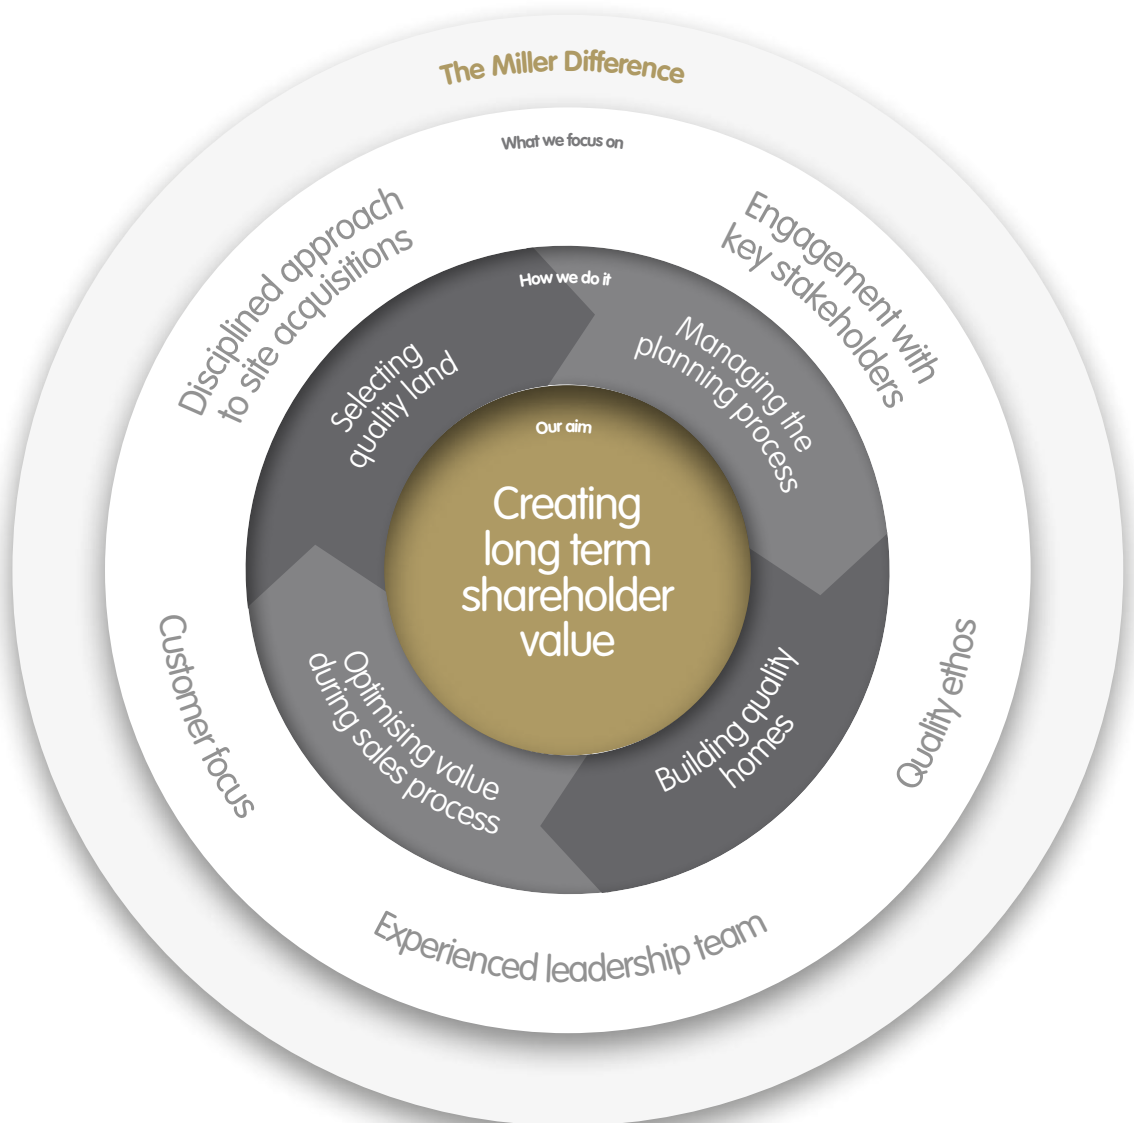 The Miller Difference
What we focus on
Disciplined approach
to site acquisitions
Engagement with
key stakeholders
Quality ethos
Experienced leadership team
Customer focus
How we do it
Selecting
quality land
Managing the
planning process
Building quality
homes
Optimising value
during sales process
Our aim
Creating
long term
shareholder
value